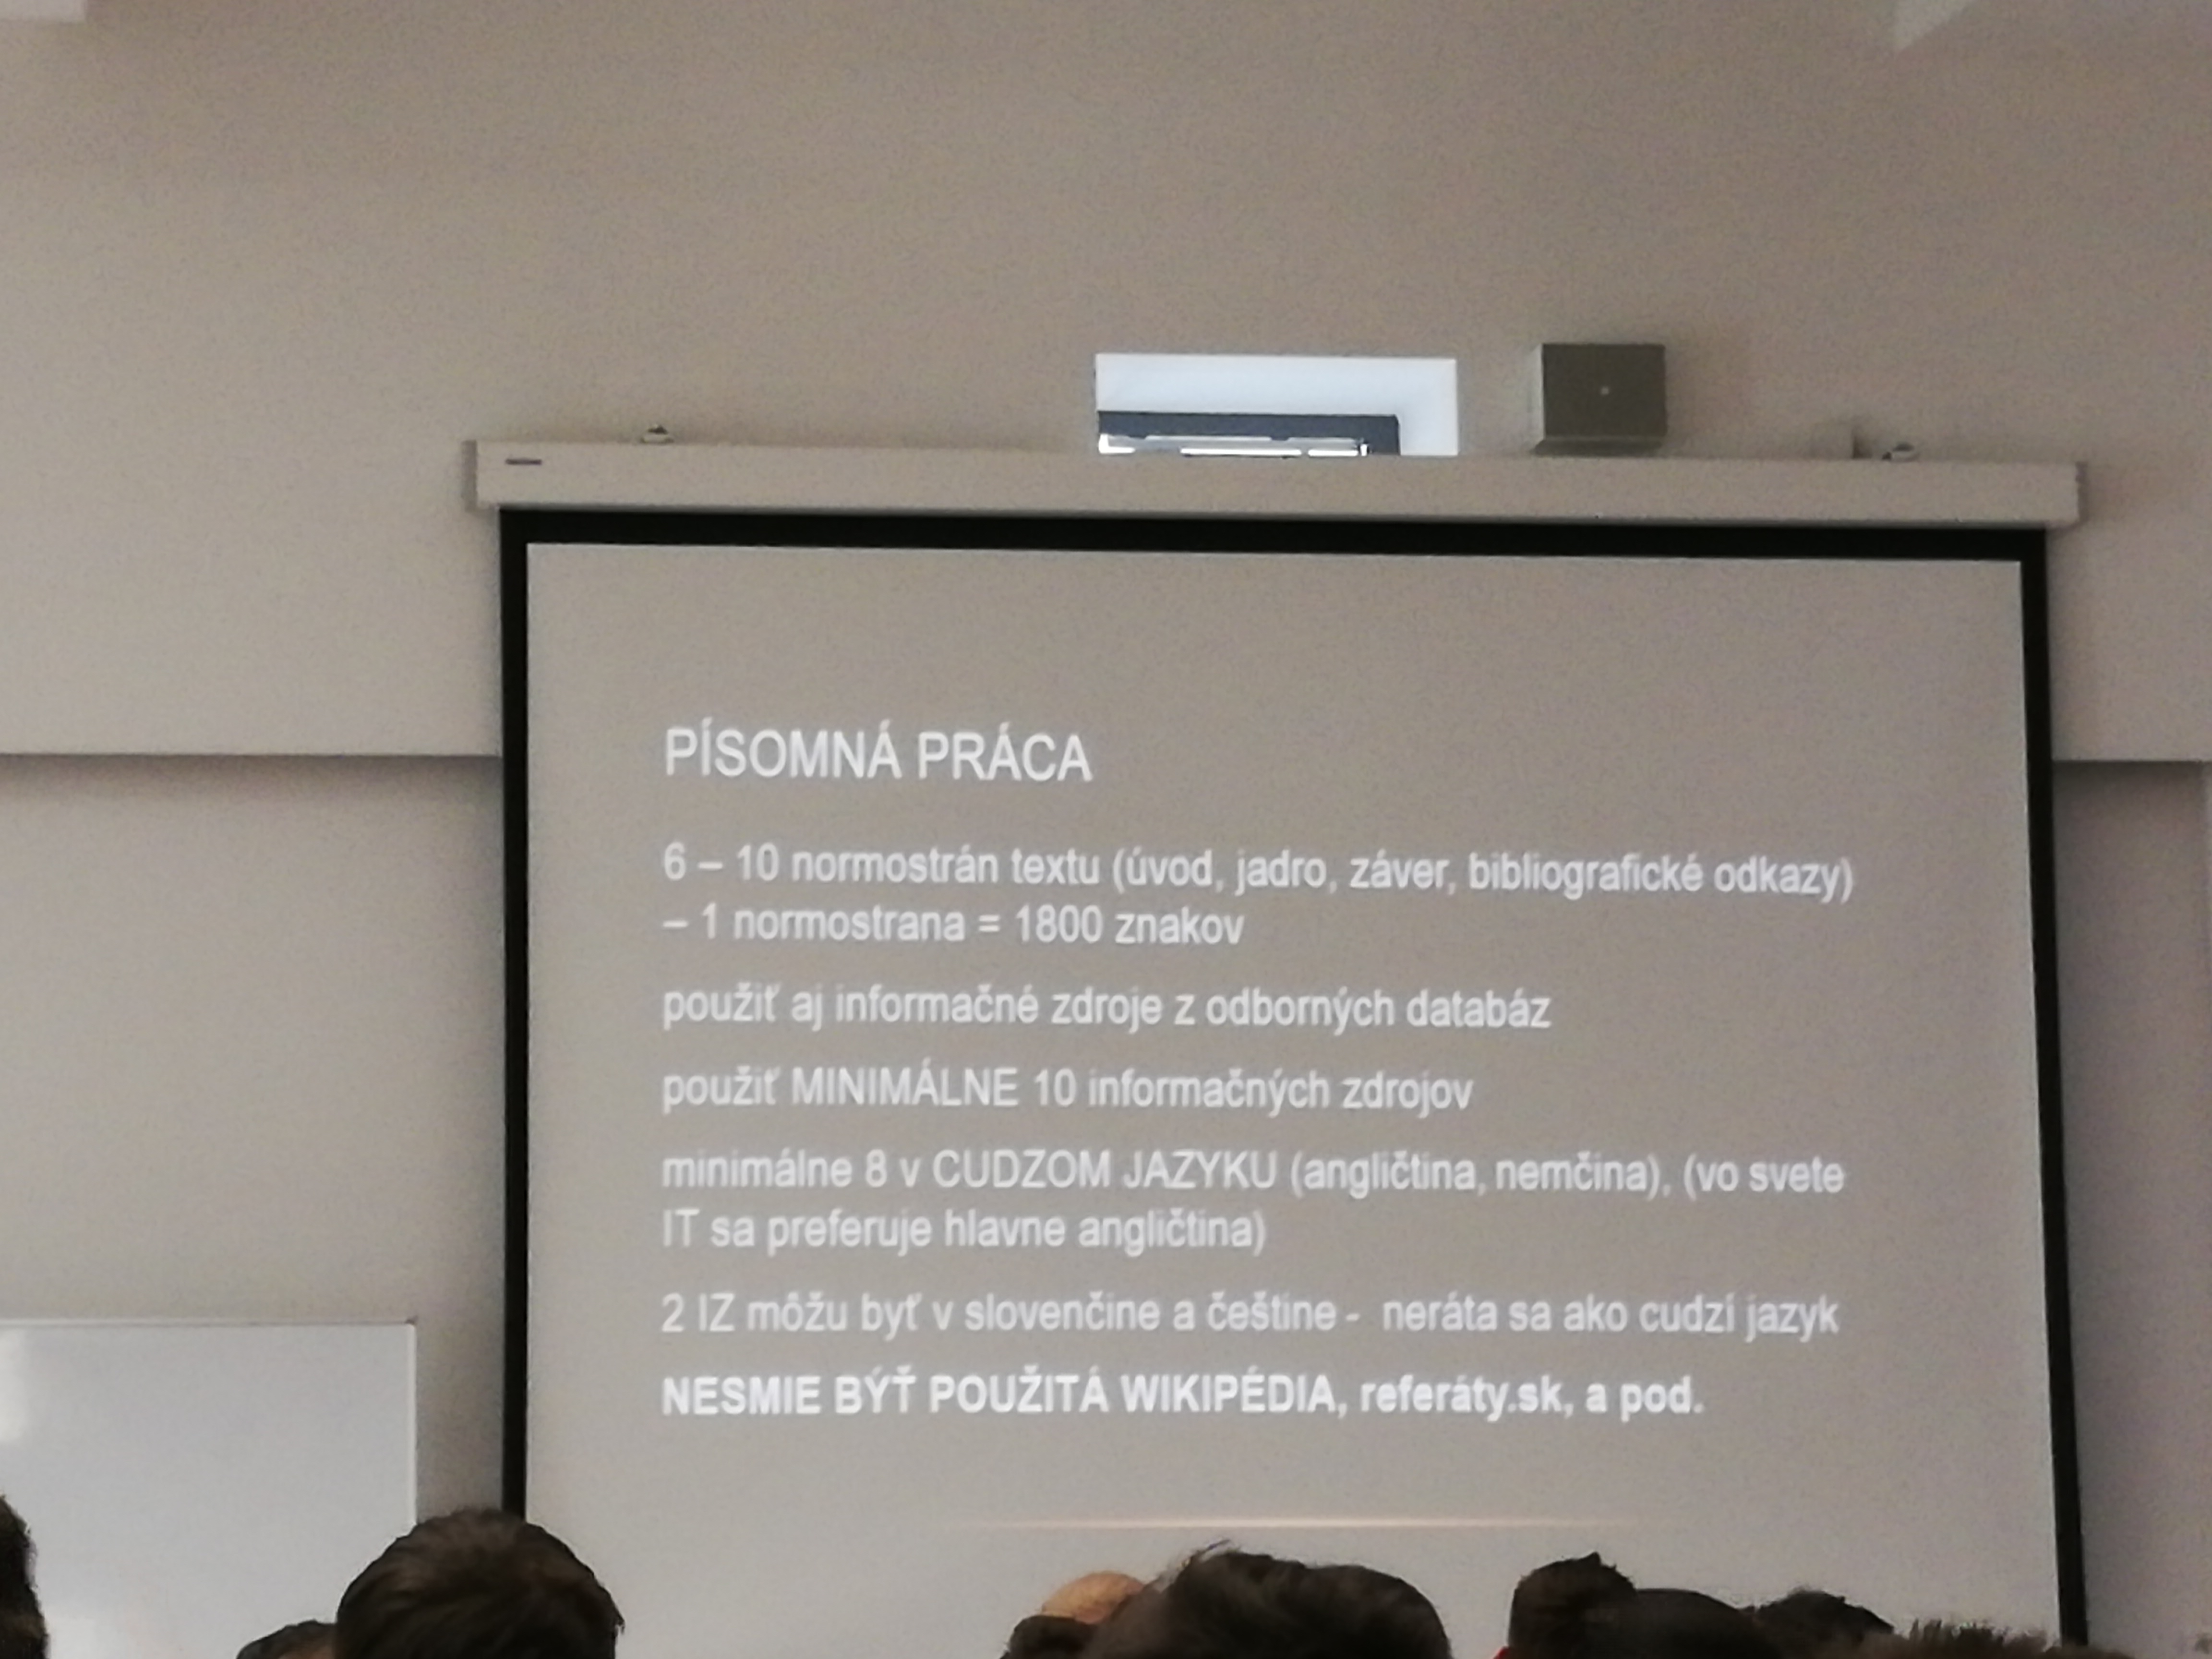 PÍSOMNÁ PRÁCA
6 – 10 normostrán textu (úvod, jadro, záver, bibliografické odkazy)
– 1 normostrana = 1800 znakov
použiť aj informačné zdroje z odborných databáz
použiť MINIMÁLNE 10 informačných zdrojov
minimálne 8 v CUDZOM JAZYKU (angličtina, nemčina), (vo svete
IT sa preferuje hlavne angličtina)
2 IZ môžu byť v slovenčine a češtine - neráta sa ako cudzí jazyk
NESMIE BÝŤ POUŽITÁ WIKIPÉDIA, referáty.sk, a pod.